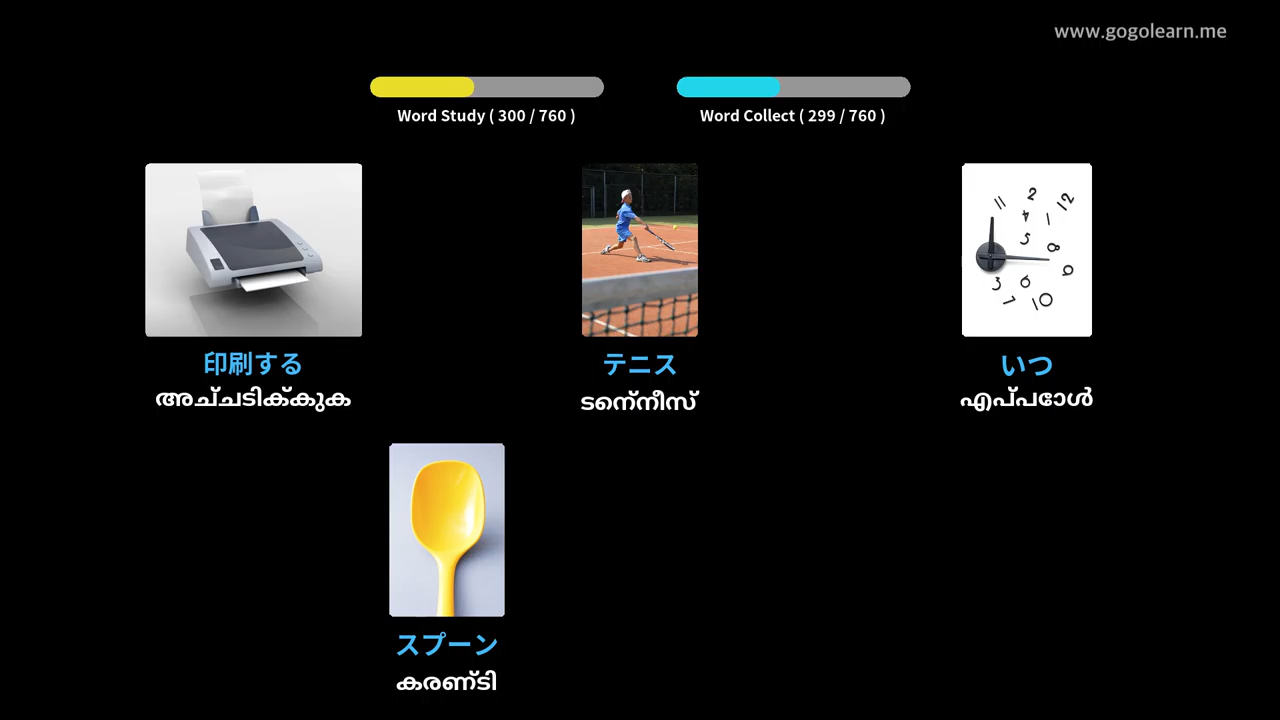 www.gogolearn.me
Word Study ( 300 / 760 )
Word Collect ( 299 / 760 )
印刷する
അച്ചടിക്കുക
テニス
ടെന്നീസ്
いつ
എപ്പോൾ
スプーン
കരണ്ടി